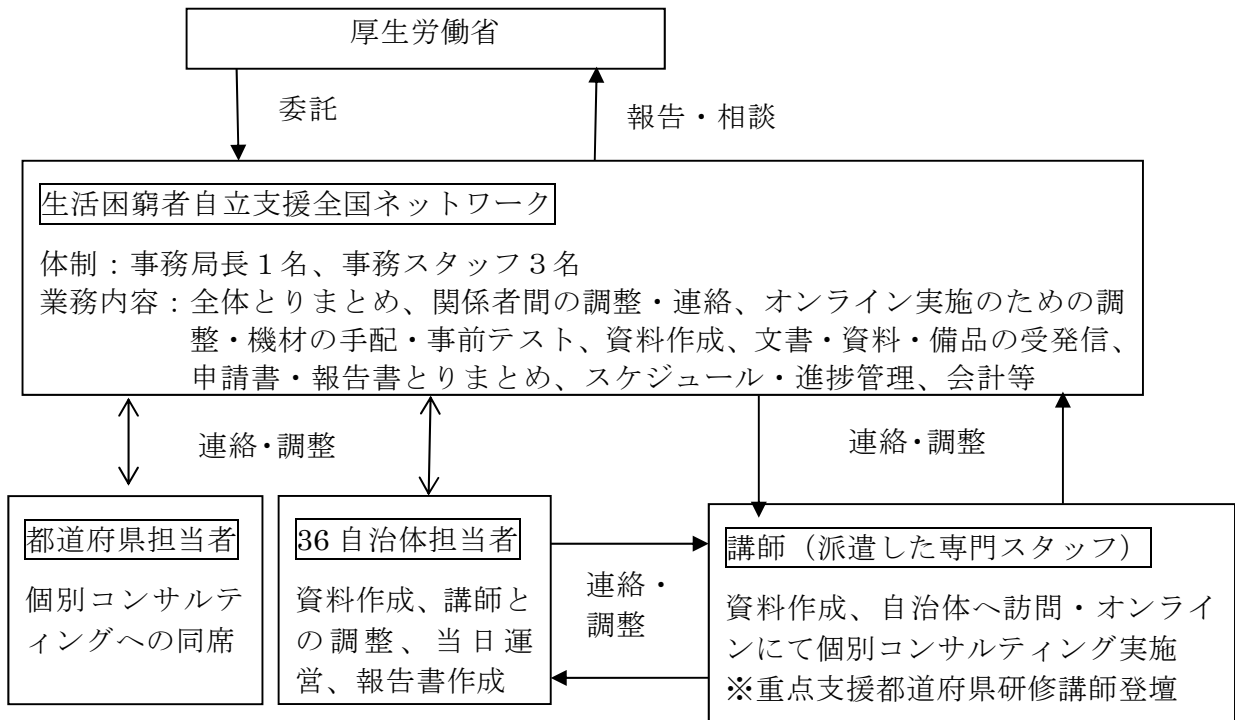 厚生労働省
委託
報告・相談
生活困窮者自立支援全国ネットワーク
体制：事務局長１名、事務スタッフ３名
業務内容：全体とりまとめ、関係者間の調整・連絡、オンライン実施のための調
整・機材の手配・事前テスト、資料作成、文書・資料・備品の受発信、
申請書・報告書とりまとめ、スケジュール・進捗管理、会計等
連絡・調整
連絡・調整
都道府県担当者
個別コンサルテ
ィングへの同席
36 自治体担当者
資料作成、講師と
の調整、当日運
営、報告書作成
連絡・
調整
講師（派遣した専門スタッフ）
資料作成、自治体へ訪問・オンライ
ンにて個別コンサルティング実施
※重点支援都道府県研修講師登壇